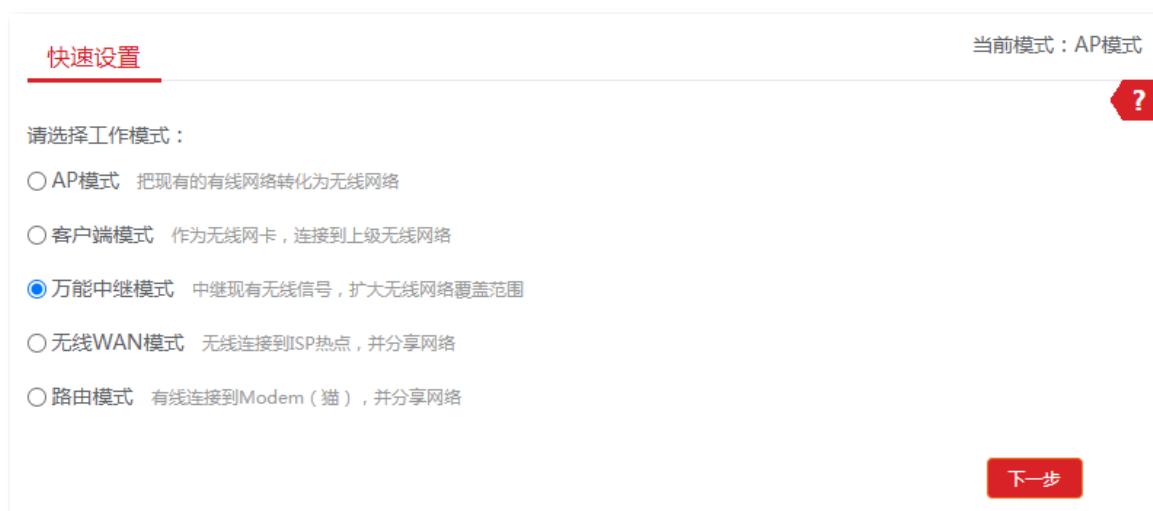 快速设置
当前模式：AP模式
?
请选择工作模式：
AP模式 把现有的有线网络转化为无线网络
客户端模式 作为无线网卡，连接到上级无线网络
万能中继模式 中继现有无线信号，扩大无线网络覆盖范围
无线WAN模式 无线连接到ISP热点，并分享网络
路由模式 有线连接到Modem（猫），并分享网络
下一步